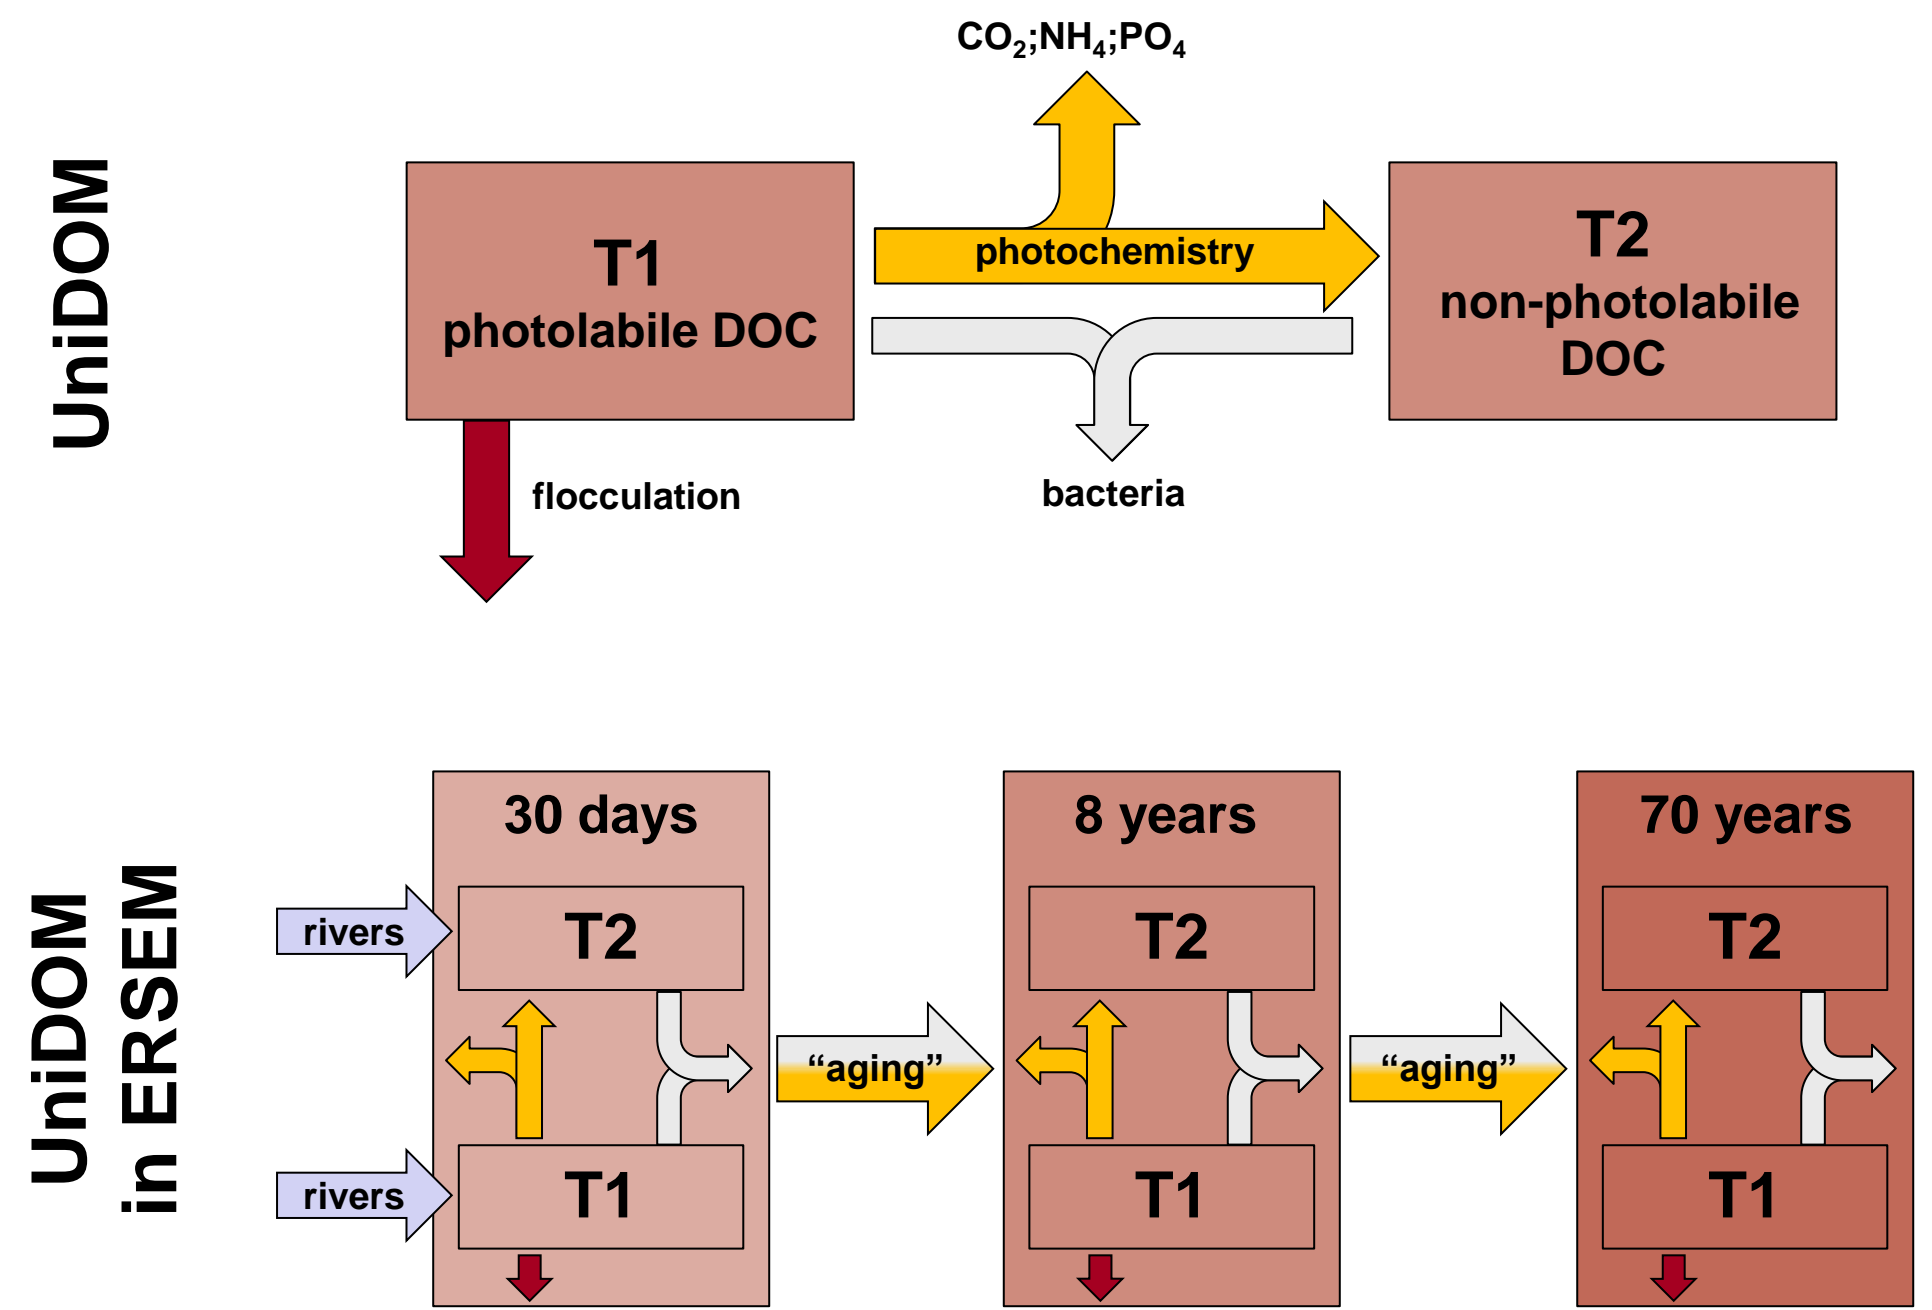 UniDOM
CO₂;NH₄;PO₄
T1
photolabile DOC
photochemistry
T2
non-photolabile
DOC
flocculation
bacteria
UniDOM
in ERSEM
30 days
8 years
70 years
rivers
T2
T2
T2
“aging”
“aging”
rivers
T1
T1
T1